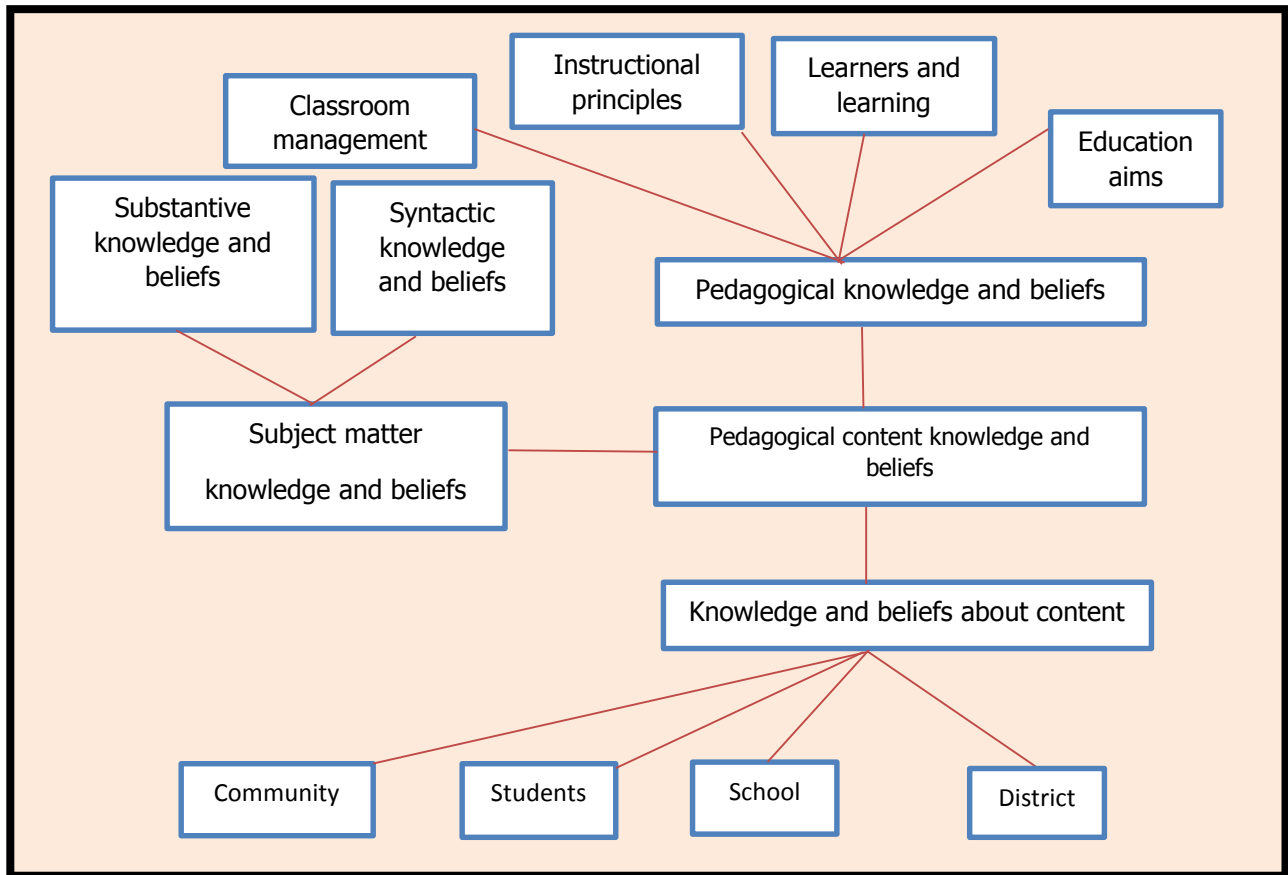 Instructional
principles
Learners and
learning
Classroom
management
Education
aims
Substantive
knowledge and
beliefs
Syntactic
knowledge
and beliefs
Pedagogical knowledge and beliefs
Subject matter
knowledge and beliefs
Pedagogical content knowledge and
beliefs
Knowledge and beliefs about content
Community
Students
School
District